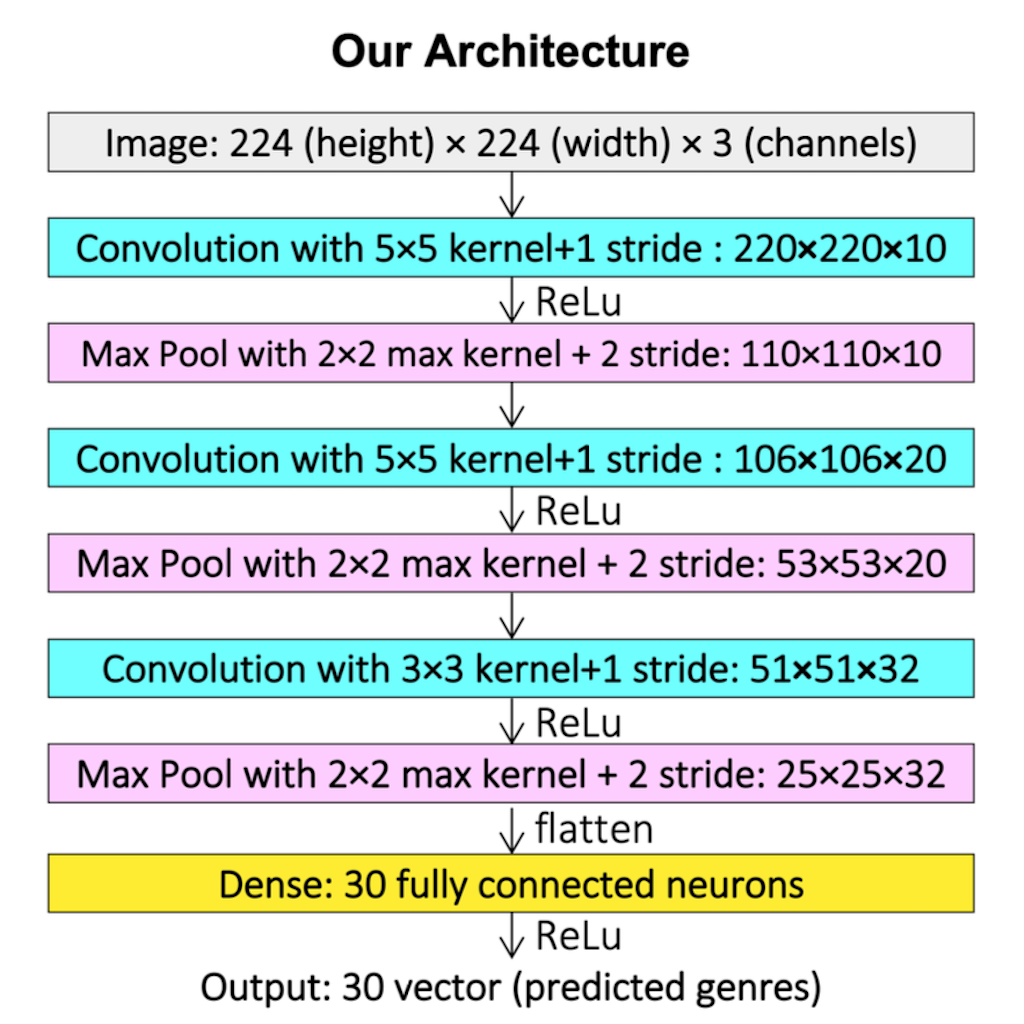 Our Architecture
Image: 224 (height) × 224 (width) × 3 (channels)
Convolution with 5×5 kernel+1 stride : 220×220×10
ReLu
Max Pool with 2×2 max kernel + 2 stride: 110×110×10
Convolution with 5×5 kernel+1 stride : 106×106×20
ReLu
Max Pool with 2×2 max kernel + 2 stride: 53×53×20
Convolution with 3×3 kernel+1 stride: 51×51×32
ReLu
Max Pool with 2×2 max kernel + 2 stride: 25×25×32
flatten
Dense: 30 fully connected neurons
ReLu
Output: 30 vector (predicted genres)